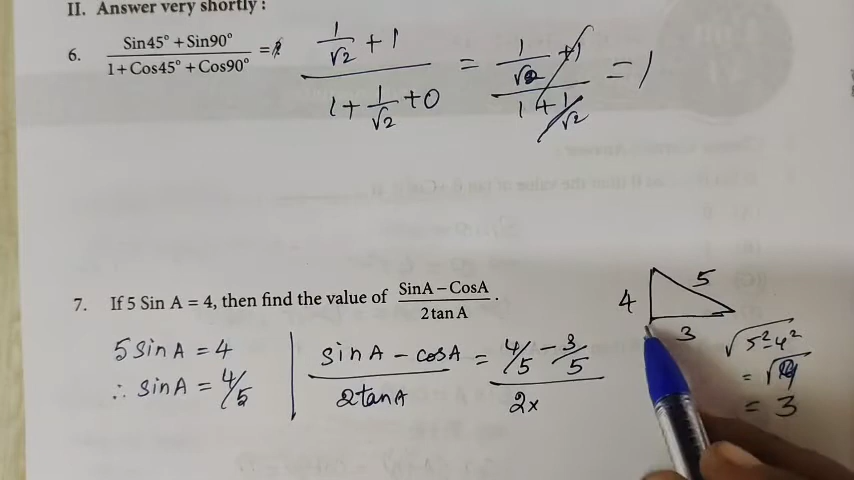 II. Answer very shortly :
6. Sin45° + Sin90° / 1 + Cos45° + Cos90° = 1/√2 + 1 / 1 + 1/√2 + 0 = 1/√2 + 1 / 1 + 1/√2 = 1
7. If 5 Sin A = 4, then find the value of SinA – CosA / 2 tan A .
4 5 3
5 sin A = 4
∴ sin A = 4/5
sin A - cos A / 2 tan A = 4/5 - 3/5 / 2x
√5² - 4²
= √
= 3